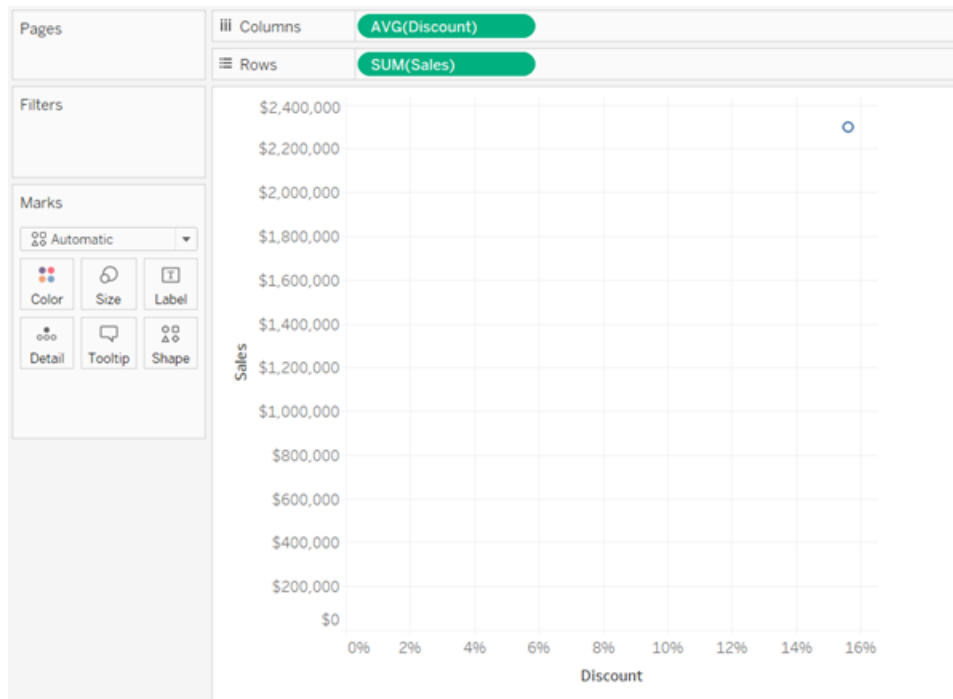 Pages
Columns AVG(Discount)
Rows SUM(Sales)
Filters
Marks
Automatic
Color Size Label
Detail Tooltip Shape
Sales
$2,400,000
$2,200,000
$2,000,000
$1,800,000
$1,600,000
$1,400,000
$1,200,000
$1,000,000
$800,000
$600,000
$400,000
$200,000
$0
0% 2% 4% 6% 8% 10% 12% 14% 16%
Discount